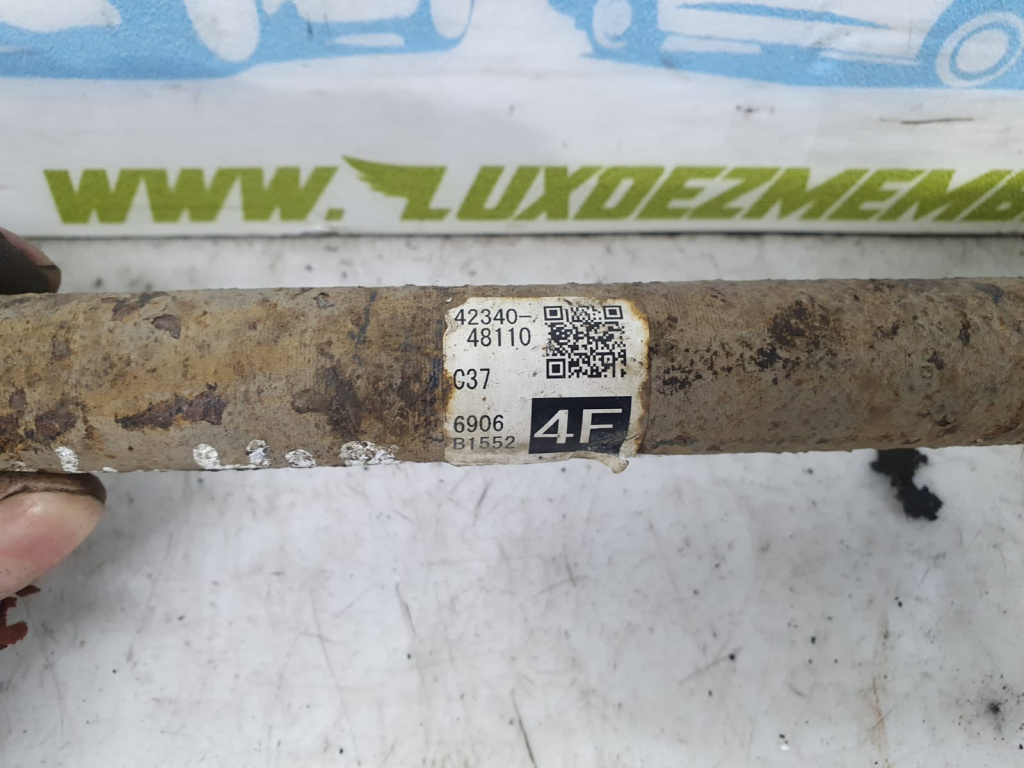 WWW. LUXDEZMEMB
42340-
48110
C37
6906
B1552
4F